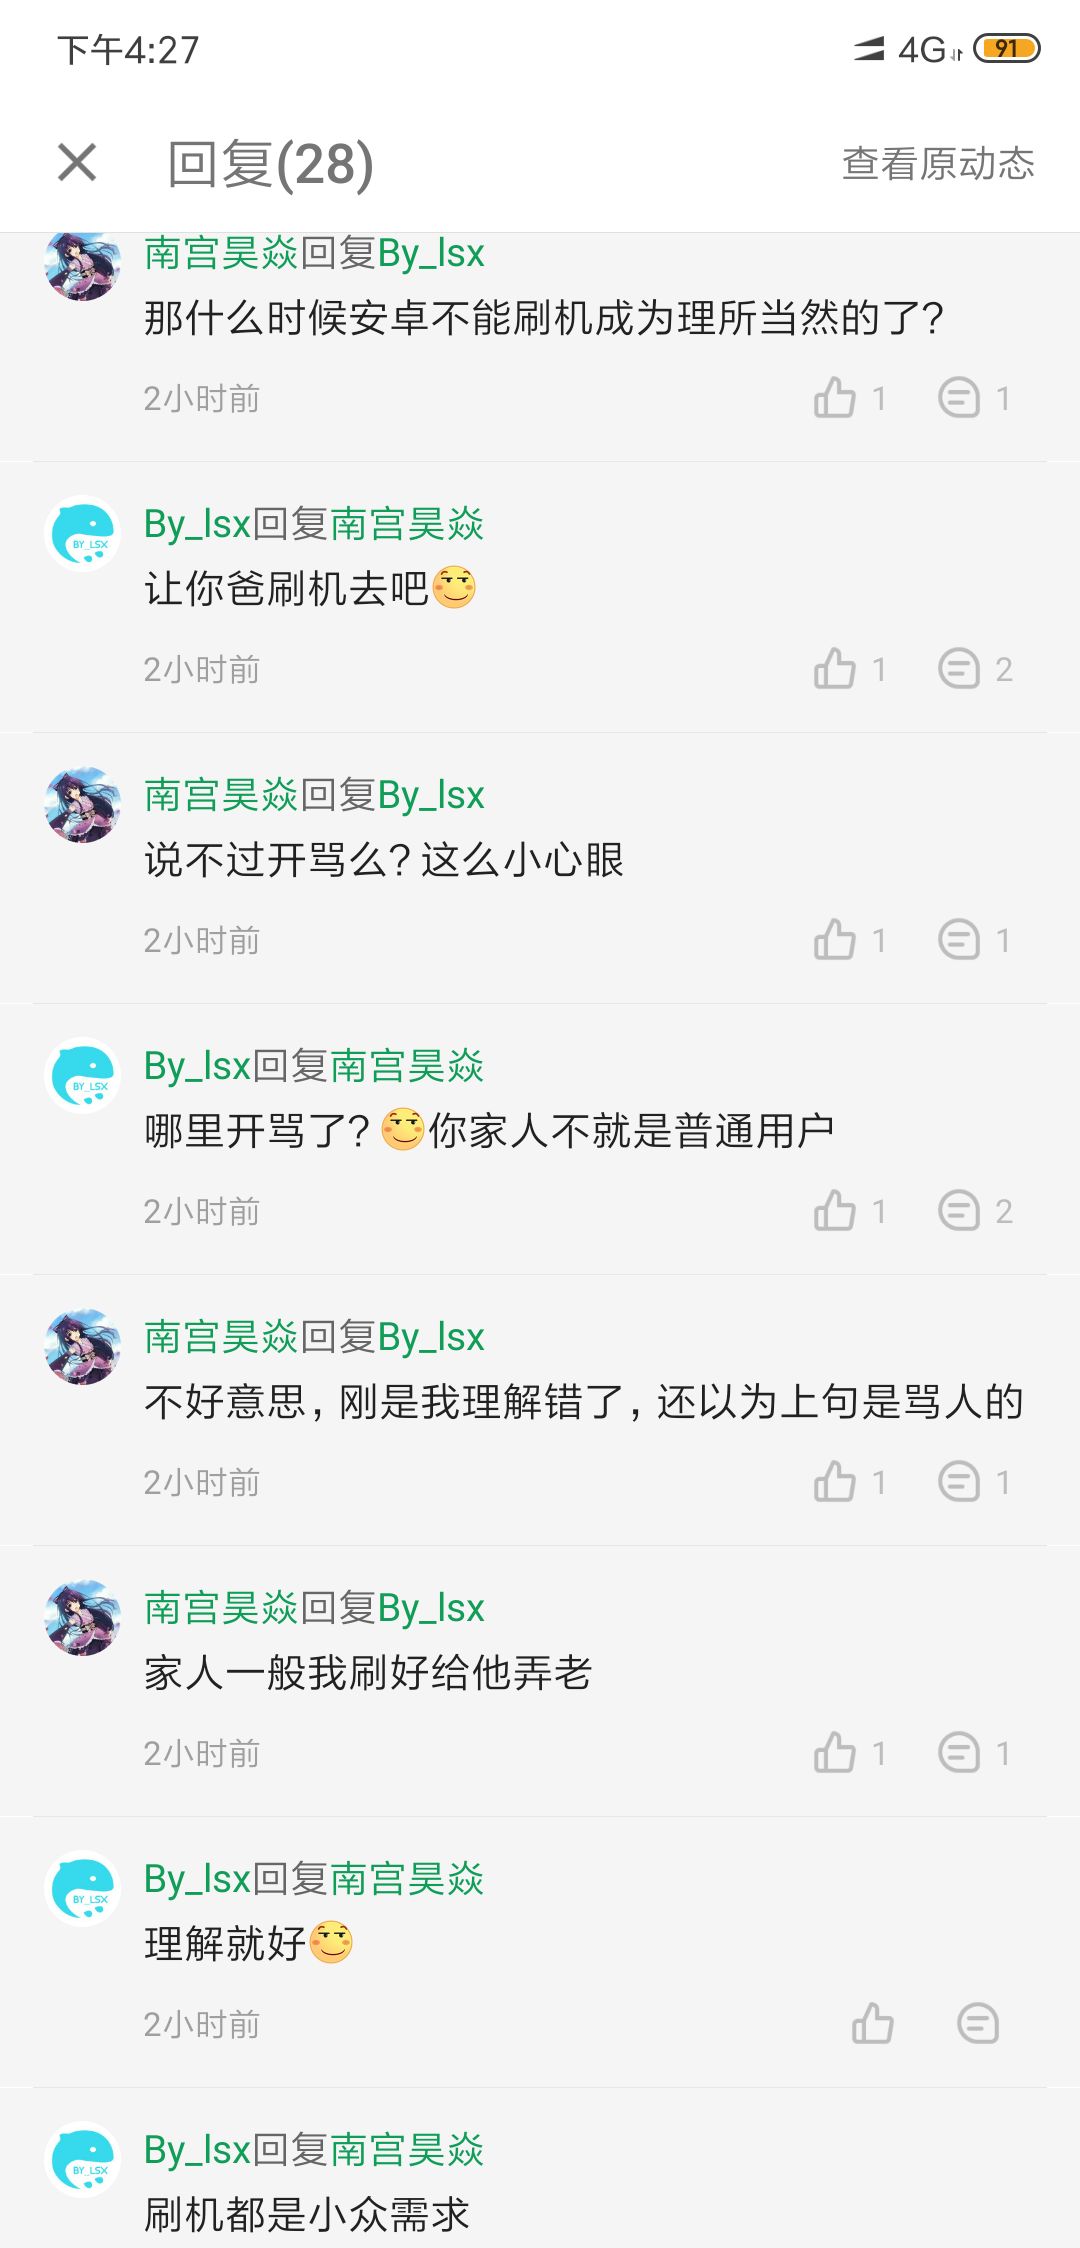 下午4:27
4G
91
回复(28)
查看原动态
南宫昊焱回复By_lsx
那什么时候安卓不能刷机成为理所当然的了?
2小时前
1
1
By_lsx回复南宫昊焱
BY_LSX
让你爸刷机去吧
2小时前
1
2
南宫昊焱回复By_lsx
说不过开骂么? 这么小心眼
2小时前
1
1
By_lsx回复南宫昊焱
BY_LSX
哪里开骂了? 你家人不就是普通用户
2小时前
1
2
南宫昊焱回复By_lsx
不好意思, 刚是我理解错了, 还以为上句是骂人的
2小时前
1
1
南宫昊焱回复By_lsx
家人一般我刷好给他弄老
2小时前
1
1
By_lsx回复南宫昊焱
BY_LSX
理解就好
2小时前
By_lsx回复南宫昊焱
BY_LSX
刷机都是小众需求